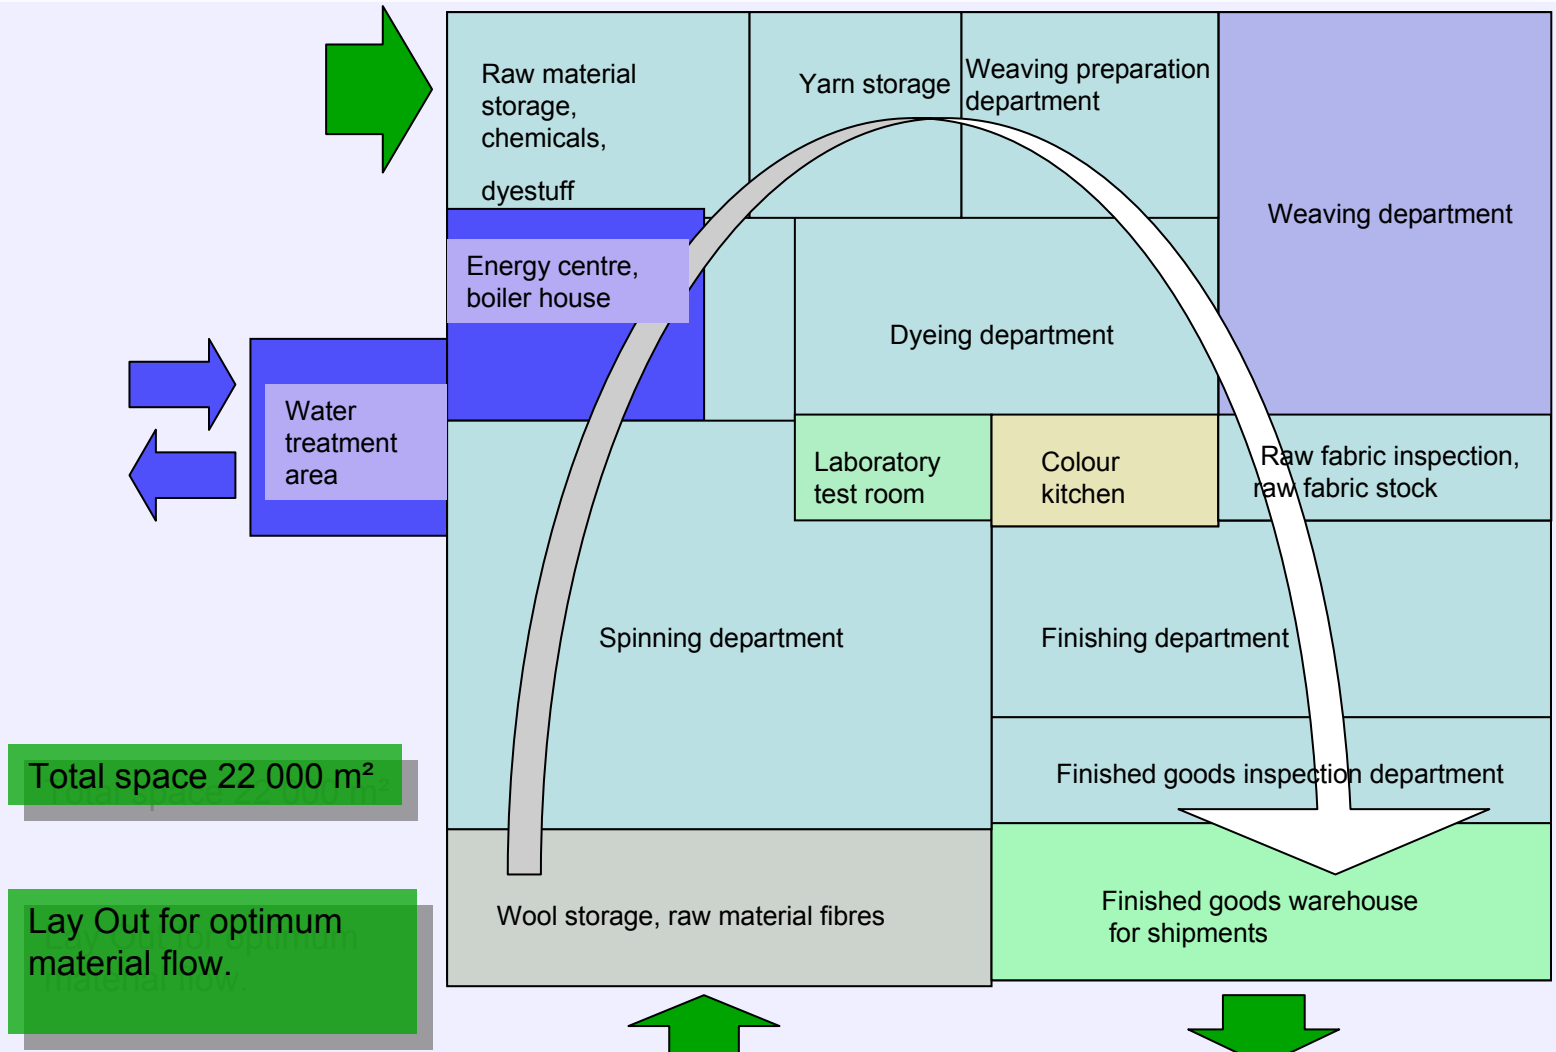 Raw material
storage,
chemicals,
dyestuff
Yarn storage
Weaving preparation
department
Weaving department
Energy centre,
boiler house
Dyeing department
Water
treatment
area
Laboratory
test room
Colour
kitchen
Raw fabric inspection,
raw fabric stock
Spinning department
Finishing department
Total space 22 000 m²
Finished goods inspection department
Lay Out for optimum
material flow.
Wool storage, raw material fibres
Finished goods warehouse
for shipments